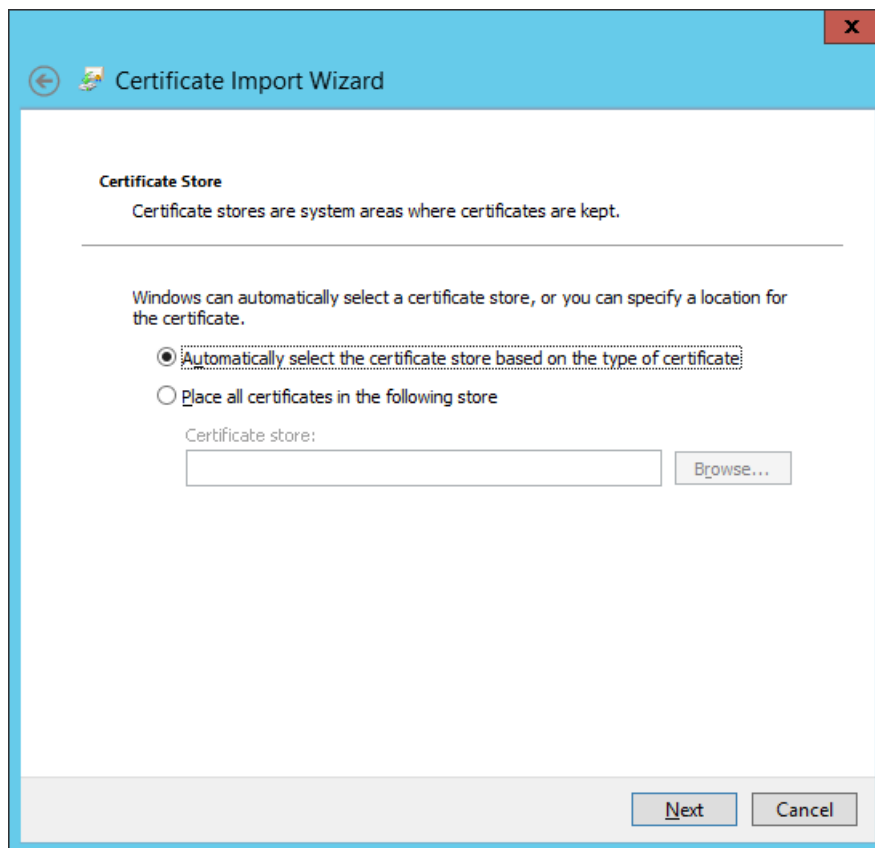 x
Certificate Import Wizard
Certificate Store
Certificate stores are system areas where certificates are kept.
Windows can automatically select a certificate store, or you can specify a location for
the certificate.
Automatically select the certificate store based on the type of certificate
Place all certificates in the following store
Certificate store:
Browse...
Next Cancel